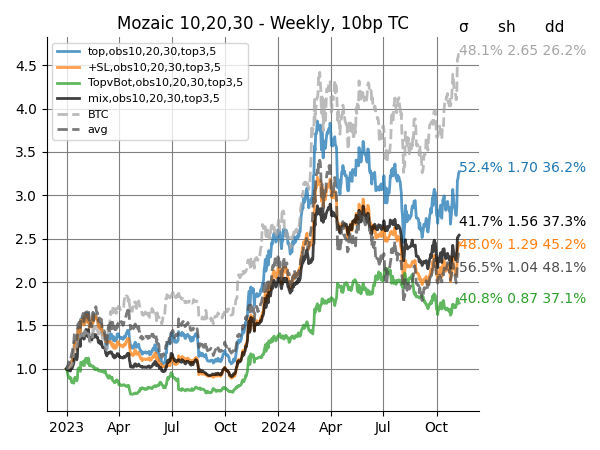 Mozaic 10,20,30 - Weekly, 10bp TC
σ sh dd
top,obs10,20,30,top3,5
+SL,obs10,20,30,top3,5
TopvBot,obs10,20,30,top3,5
mix,obs10,20,30,top3,5
BTC
avg
48.1% 2.65 26.2%
52.4% 1.70 36.2%
41.7% 1.56 37.3%
48.0% 1.29 45.2%
56.5% 1.04 48.1%
40.8% 0.87 37.1%
4.5
4.0
3.5
3.0
2.5
2.0
1.5
1.0
2023 Apr Jul Oct 2024 Apr Jul Oct